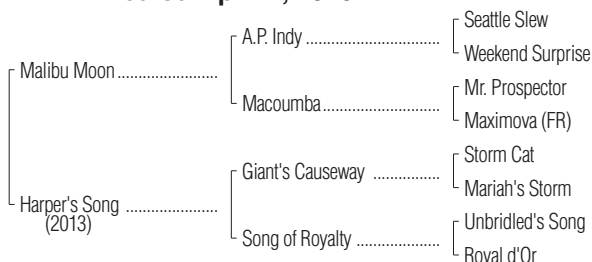 Seattle Slew
A.P. Indy
Weekend Surprise
Malibu Moon
Mr. Prospector
Macoumba
Maximova (FR)
Storm Cat
Giant's Causeway
Mariah's Storm
Harper's Song
(2013)
Unbridled's Song
Song of Royalty
Royal d'Or